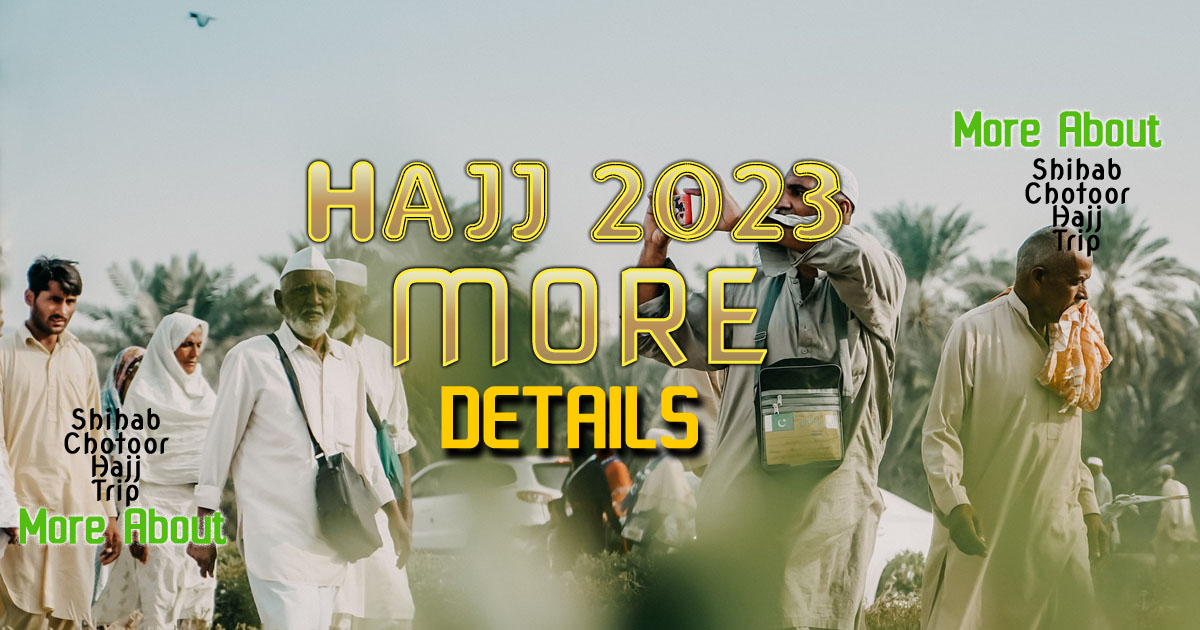 HAJJ 2023
MORE
DETAILS
More About
Shihab
Chotoor
Hajj
Trip
Shihab
Chotoor
Hajj
Trip
More About